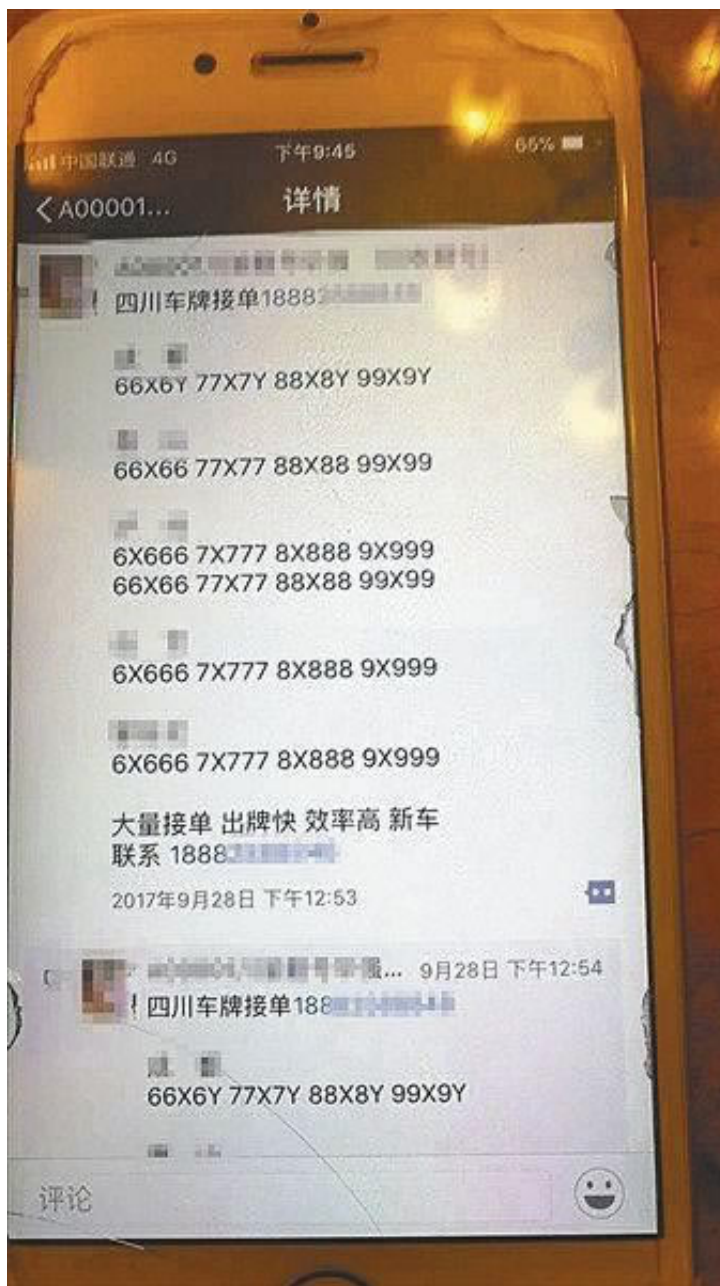 中国联通 4G 下午9:45 66%
A00001... 详情
四川车牌接单1888
66X6Y 77X7Y 88X8Y 99X9Y
66X66 77X77 88X88 99X99
6X666 7X777 8X888 9X999
66X66 77X77 88X88 99X99
6X666 7X777 8X888 9X999
6X666 7X777 8X888 9X999
大量接单 出牌快 效率高 新车
联系 1888
2017年9月28日 下午12:53
... 9月28日 下午12:54
四川车牌接单188
66X6Y 77X7Y 88X8Y 99X9Y
评论